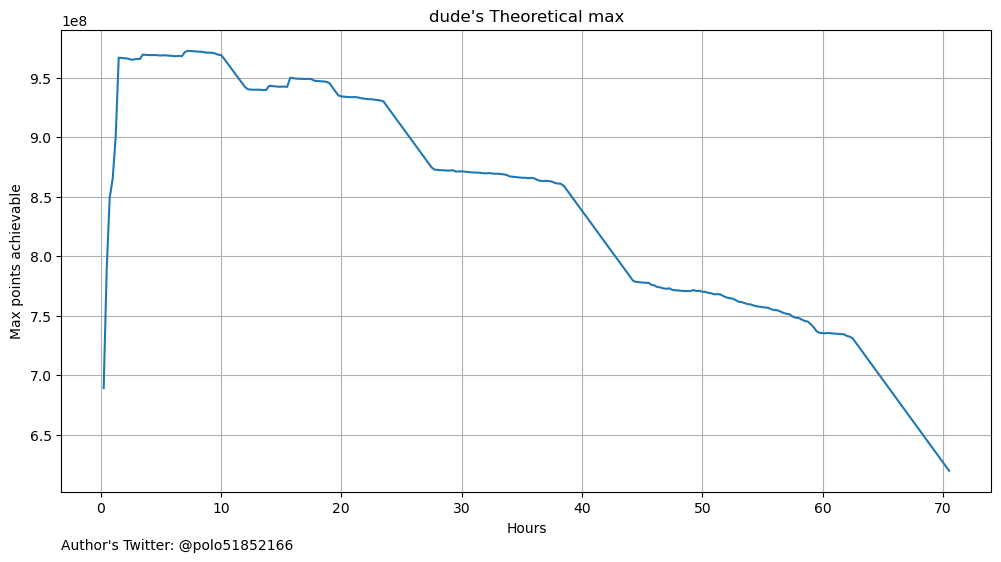 dude's Theoretical max
1e8
Max points achievable
9.5
9.0
8.5
8.0
7.5
7.0
6.5
0 10 20 30 40 50 60 70
Hours
Author's Twitter: @polo51852166